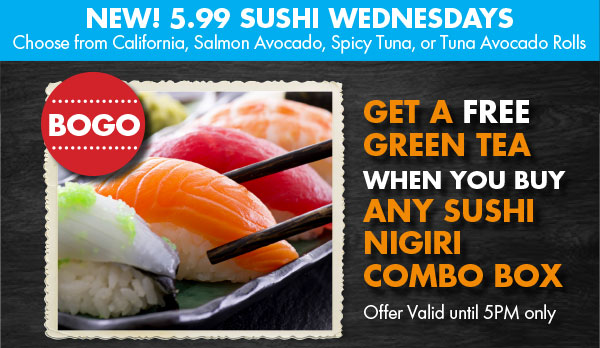 NEW! 5.99 SUSHI WEDNESDAYS
Choose from California, Salmon Avocado, Spicy Tuna, or Tuna Avocado Rolls
BOGO
GET A FREE
GREEN TEA
WHEN YOU BUY
ANY SUSHI
NIGIRI
COMBO BOX
Offer Valid until 5PM only